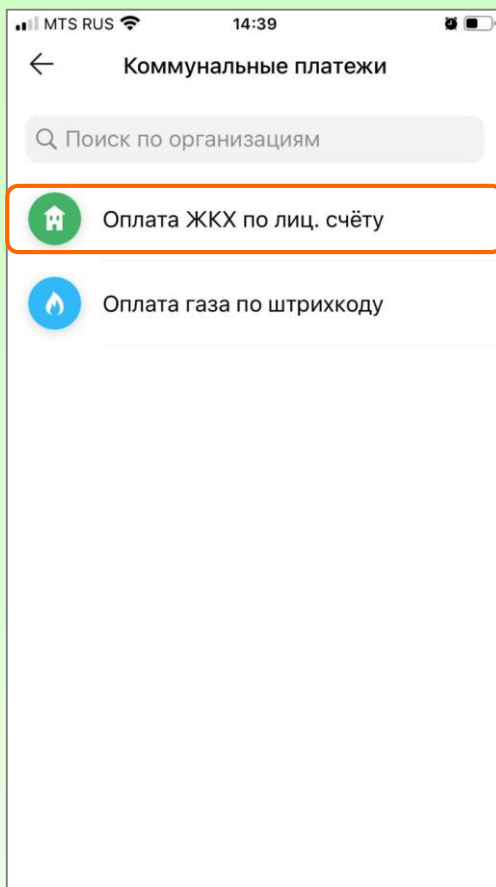 MTS RUS 14:39
Коммунальные платежи
Поиск по организациям
Оплата ЖКХ по лиц. счёту
Оплата газа по штрихкоду